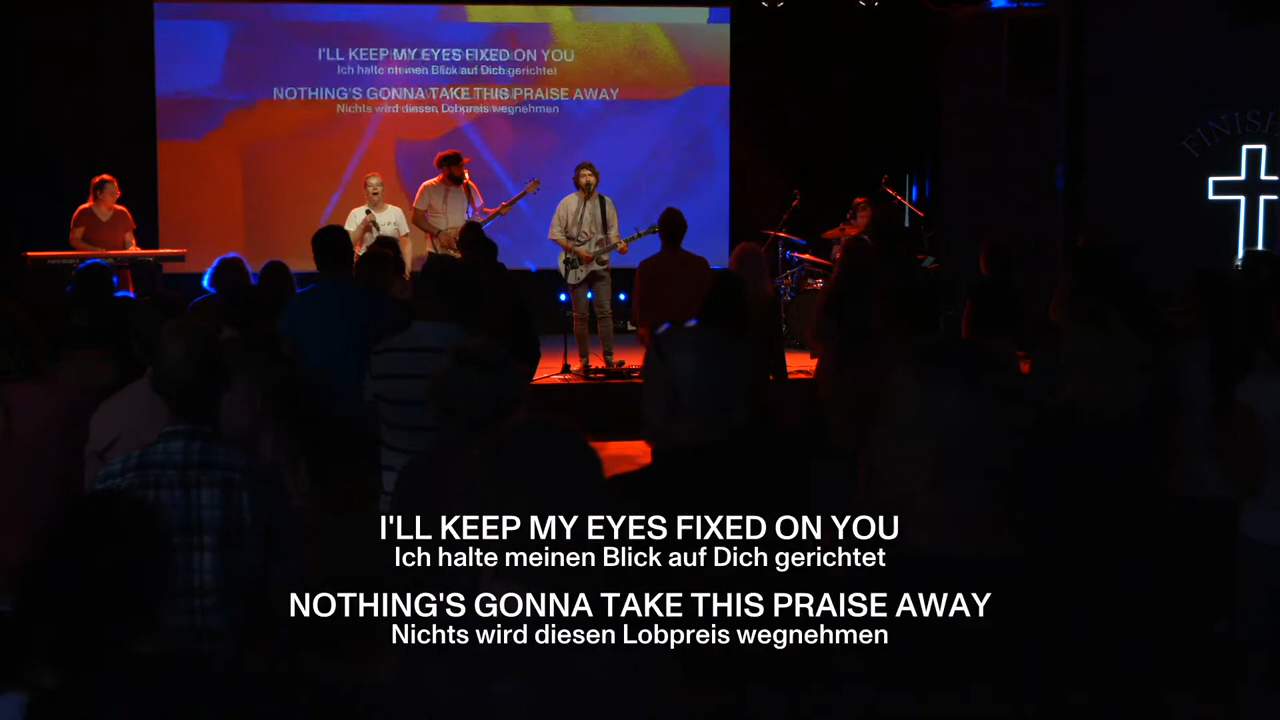 I'LL KEEP MY EYES FIXED ON YOU
Ich halte meinen Blick auf Dich gerichtet
NOTHING'S GONNA TAKE THIS PRAISE AWAY
Nichts wird diesen Lobpreis wegnehmen
I'LL KEEP MY EYES FIXED ON YOU
Ich halte meinen Blick auf Dich gerichtet
NOTHING'S GONNA TAKE THIS PRAISE AWAY
Nichts wird diesen Lobpreis wegnehmen